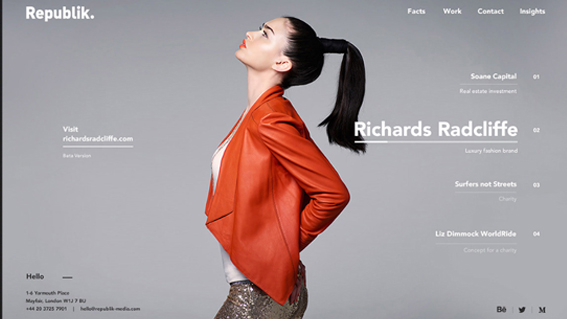 Republik.
Facts
Work
Contact
Insights
Soane Capital
01
Real estate investment
Visit
richardsradcliffe.com
Beta Version
Richards Radcliffe
02
Luxury fashion brand
Surfers not Streets
03
Charity
Liz Dimmock WorldRide
04
Concept for a charity
Hello
1-6 Yarmouth Place
Mayfair, London W1J 7 BU
+44 20 3725 7901 | hello@republik-media.com
Bē
M